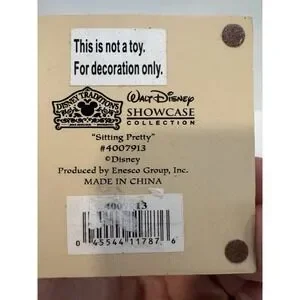 This is not a toy.
For decoration only.
DISNEY TRADITIONS
Walt Disney
SHOWCASE
COLLECTION
"Sitting Pretty"
#4007913
©Disney
Produced by Enesco Group, Inc.
MADE IN CHINA
4007913
0 45544 11787 6